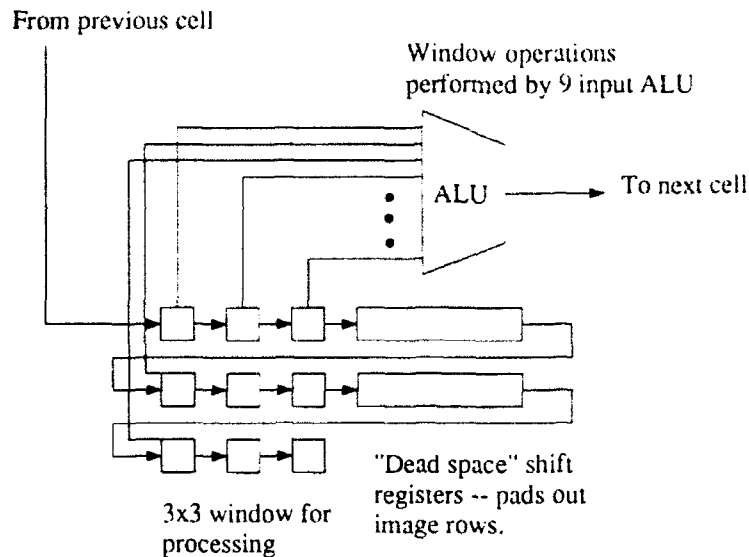 From previous cell
Window operations
performed by 9 input ALU
ALU
To next cell
"Dead space" shift
registers -- pads out
image rows.
3x3 window for
processing